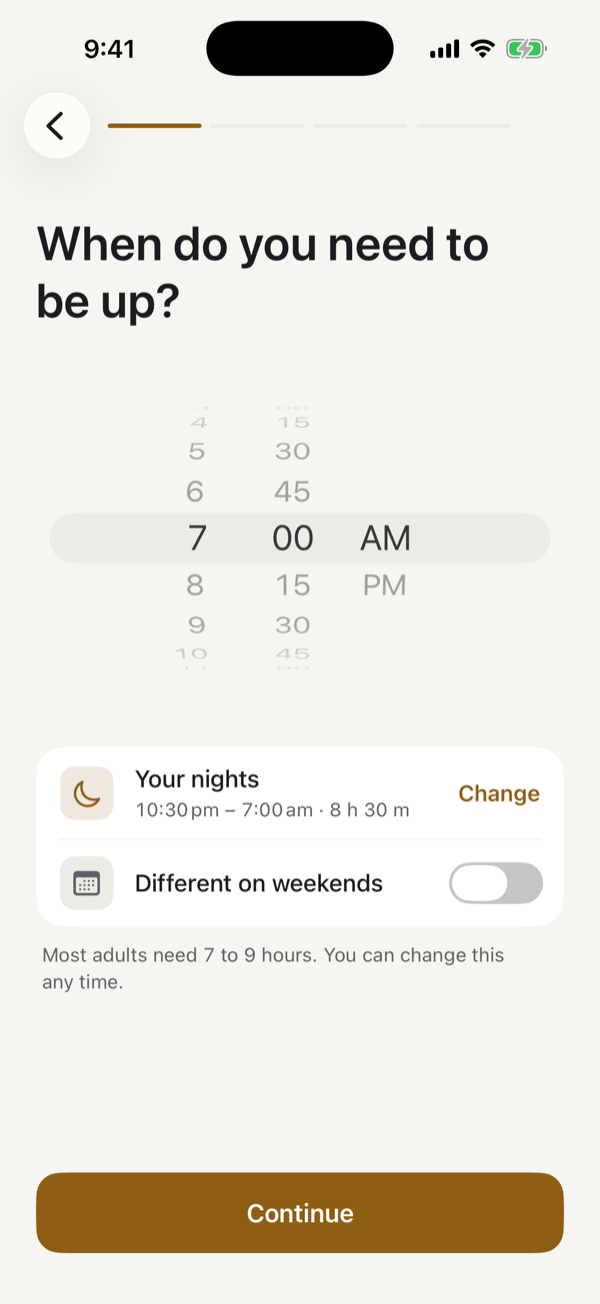 9:41
When do you need to
be up?
4 15
5 30
6 45
7 00 AM
8 15 PM
9 30
10 45
Your nights
10:30 pm – 7:00 am · 8 h 30 m
Change
Different on weekends
Most adults need 7 to 9 hours. You can change this
any time.
Continue